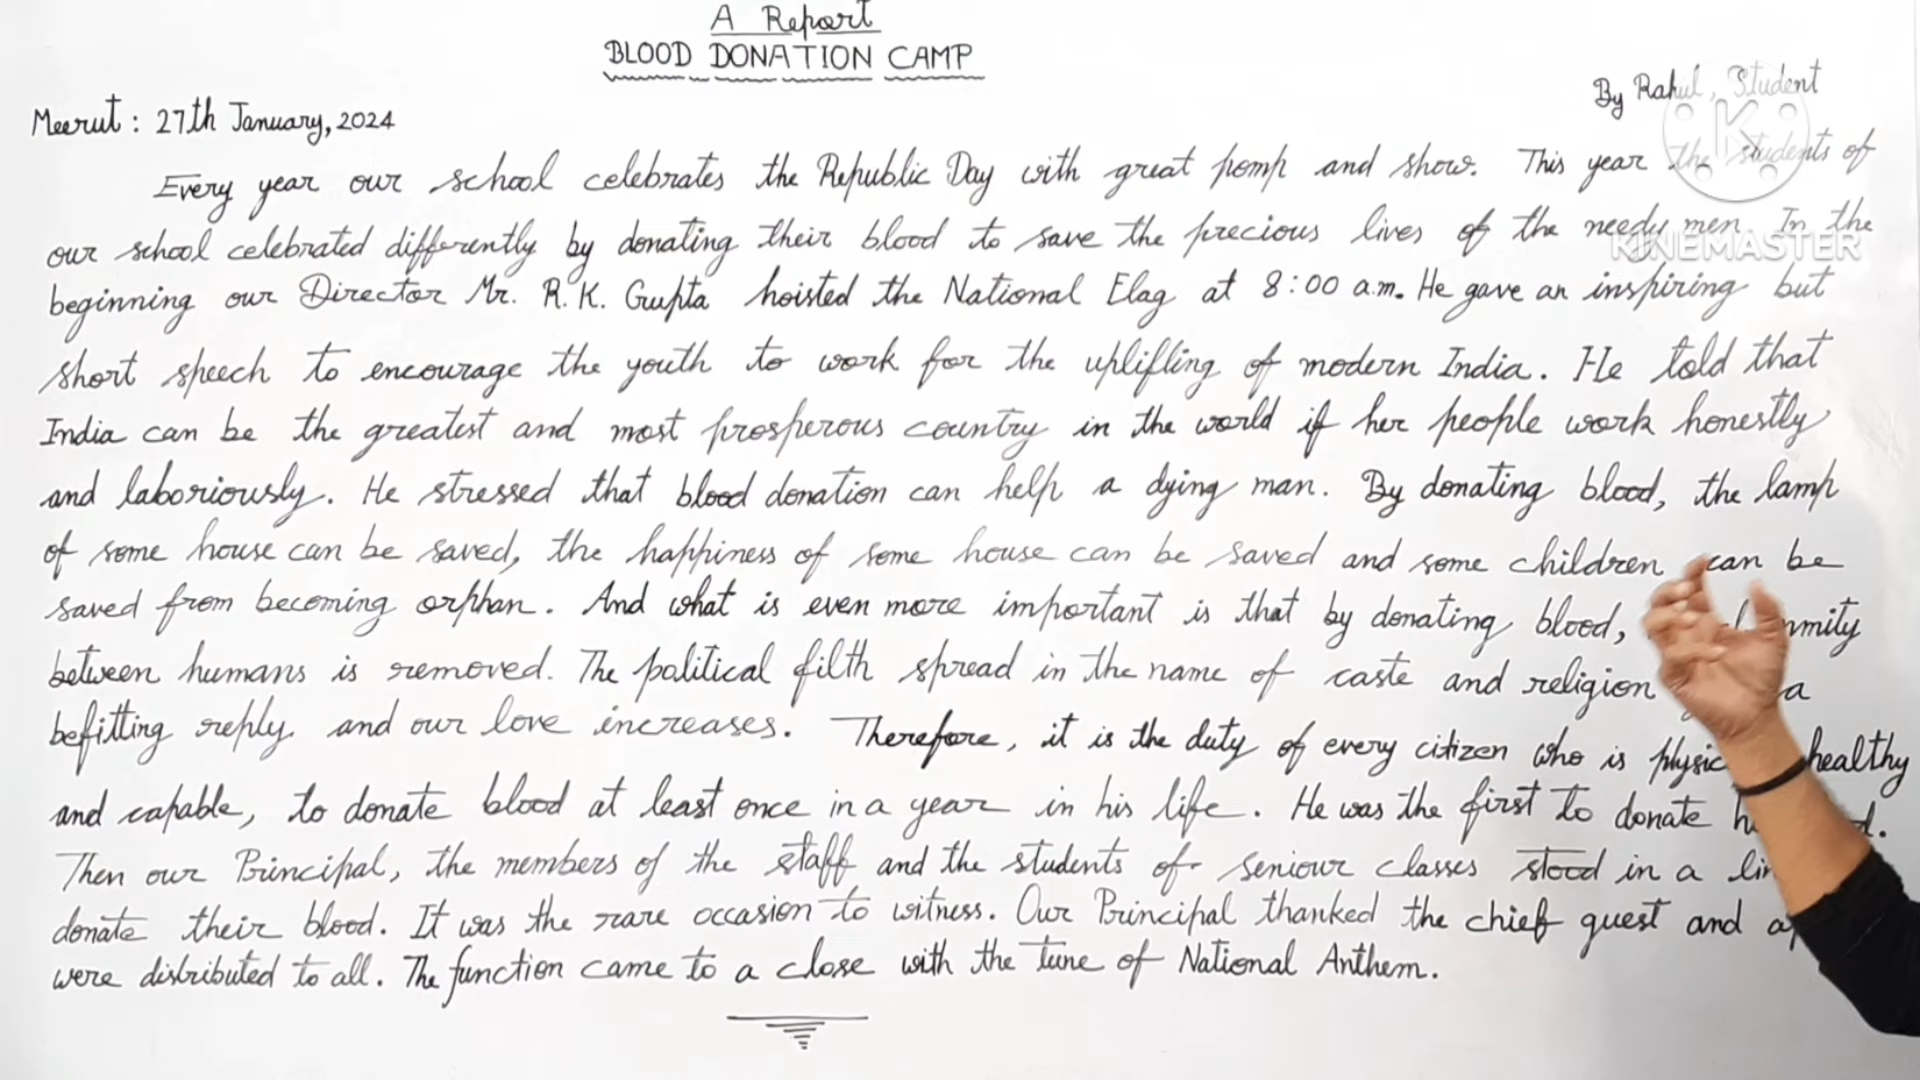 A Report
BLOOD DONATION CAMP
By Rahul, Student
Meerut: 27th January, 2024
Every year our school celebrates the Republic Day with great pomp and show. This year the students of
our school celebrated differently by donating their blood to save the precious lives of the needy men. In the
KINEMASTER
beginning our Director Mr. R.K. Gupta hoisted the National Flag at 8:00 a.m. He gave an inspiring but
short speech to encourage the youth to work for the uplifting of modern India. He told that
India can be the greatest and most prosperous country in the world if her people work honestly
and laboriously. He stressed that blood donation can help a dying man. By donating blood, the lamp
of some house can be saved, the happiness of some house can be saved and some children can be
saved from becoming orphan. And what is even more important is that by donating blood,
between humans is removed. The political filth spread in the name of caste and religion a
befitting reply and our love increases. Therefore, it is the duty of every citizen who is healthy
and capable, to donate blood at least once in a year in his life. He was the first to donate
Then our Principal, the members of the staff and the students of seniour classes stood in a
donate their blood. It was the rare occasion to witness. Our Principal thanked the chief guest and
were distributed to all. The function came to a close with the tune of National Anthem.